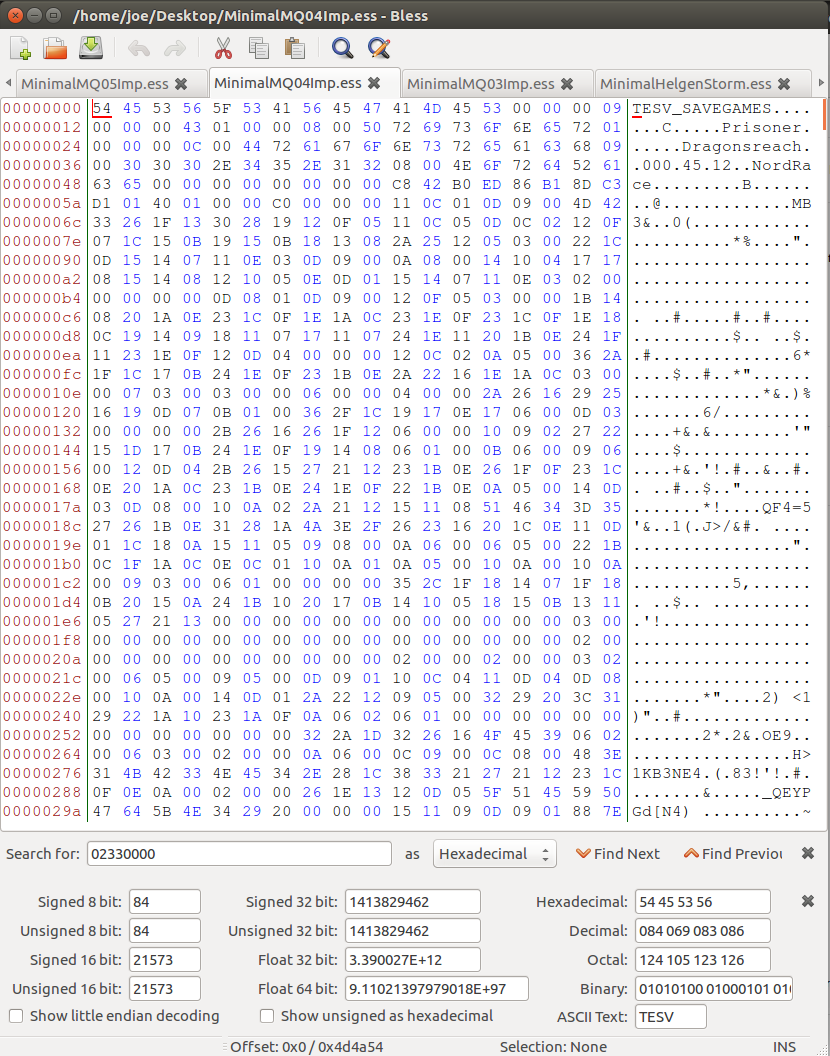 /home/joe/Desktop/MinimalMQ04Imp.ess - Bless
MinimalMQ05Imp.ess MinimalMQ04Imp.ess MinimalMQ03Imp.ess MinimalHelgenStorm.ess
00000000 54 45 53 56 5F 53 41 56 45 47 41 4D 45 53 00 00 00 09 TESV_SAVEGAMES....
00000012 00 00 00 43 01 00 00 08 00 50 72 69 73 6F 6E 65 72 01 ...C.....Prisoner.
00000024 00 00 00 0C 00 44 72 61 67 6F 6E 73 72 65 61 63 68 09 .....Dragonsreach.
00000036 00 30 30 30 2E 34 35 2E 31 32 08 00 4E 6F 72 64 52 61 .000.45.12..NordRa
00000048 63 65 00 00 00 00 00 00 00 C8 42 B0 ED 86 B1 8D C3 ce........B.......
0000005a D1 01 40 01 00 00 C0 00 00 00 11 0C 01 0D 09 00 4D 42 ..@.............MB
0000006c 33 26 1F 13 30 28 19 12 0F 05 11 0C 05 0D 0C 02 12 0F 3&..0(............
0000007e 07 1C 15 0B 19 15 0B 18 13 08 2A 25 12 05 03 00 22 1C ..........*%....".
00000090 0D 15 14 07 11 0E 03 0D 09 00 0A 08 00 14 10 04 17 17 ..................
000000a2 08 15 14 08 12 10 05 0E 0D 01 15 14 07 11 0E 03 02 00 ..................
000000b4 00 00 00 00 0D 08 01 0D 09 00 12 0F 05 03 00 00 1B 14 ..................
000000c6 08 20 1A 0E 23 1C 0F 1E 1A 0C 23 1E 0F 23 1C 0F 1E 18 . ..#.....#..#....
000000d8 0C 19 14 09 18 11 07 17 11 07 24 1E 11 20 1B 0E 24 1F ..........$.. ..$.
000000ea 11 23 1E 0F 12 0D 04 00 00 00 12 0C 02 0A 05 00 36 2A .#..............6*
000000fc 1F 1C 17 0B 24 1E 0F 23 1B 0E 2A 22 16 1E 1A 0C 03 00 ....$..#..*"......
0000010e 00 07 03 00 03 00 00 06 00 00 04 00 00 2A 26 16 29 25 .............*&.)%
00000120 16 19 0D 07 0B 01 00 36 2F 1C 19 17 0E 17 06 00 0D 03 .......6/.........
00000132 00 00 00 00 2B 26 16 26 1F 12 06 00 00 10 09 02 27 22 ....+&.&........'"
00000144 15 1D 17 0B 24 1E 0F 19 14 08 06 01 00 0B 06 00 09 06 ....$.............
00000156 00 12 0D 04 2B 26 15 27 21 12 23 1B 0E 26 1F 0F 23 1C ....+&.'!.#..&..#.
00000168 0E 20 1A 0C 23 1B 0E 24 1E 0F 22 1B 0E 0A 05 00 14 0D . ..#..$..".......
0000017a 03 0D 08 00 10 0A 02 2A 21 12 15 11 08 51 46 34 3D 35 .......*!....QF4=5
0000018c 27 26 1B 0E 31 28 1A 4A 3E 2F 26 23 16 20 1C 0E 11 0D '&..1(.J>/&#. ....
0000019e 01 1C 18 0A 15 11 05 09 08 00 0A 06 00 06 05 00 22 1B ................".
000001b0 0C 1F 1A 0C 0E 0C 01 10 0A 01 0A 05 00 10 0A 00 10 0A ..................
000001c2 00 09 03 00 06 01 00 00 00 00 35 2C 1F 18 14 07 1F 18 ..........5,......
000001d4 0B 20 15 0A 24 1B 10 20 17 0B 14 10 05 18 15 0B 13 11 . ..$.. ..........
000001e6 05 27 21 13 00 00 00 00 00 00 00 00 00 00 00 00 03 00 .'!...............
000001f8 00 00 00 00 00 00 00 00 00 00 00 00 00 00 00 00 02 00 ..................
0000020a 00 00 00 00 00 00 00 00 00 02 00 00 02 00 00 03 02 ..................
0000021c 00 06 05 00 09 05 00 0D 09 01 10 0C 04 11 0D 04 0D 08 ..................
0000022e 00 10 0A 00 14 0D 01 2A 22 12 09 05 00 32 29 20 3C 31 .......*"....2) <1
00000240 29 22 1A 10 23 1A 0F 0A 06 02 06 01 00 00 00 00 00 00 )"..#.............
00000252 00 00 00 00 00 00 00 32 2A 1D 32 26 16 4F 45 39 06 02 .......2*.2&.OE9..
00000264 00 06 03 00 02 00 00 0A 06 00 0C 09 00 0C 08 00 48 3E ................H>
00000276 31 4B 42 33 4E 45 34 2E 28 1C 38 33 21 27 21 12 23 1C 1KB3NE4.(.83!'!.#.
00000288 0F 0E 0A 00 02 00 00 26 1E 13 12 0D 05 5F 51 45 59 50 .......&....._QEYP
0000029a 47 64 5B 4E 34 29 20 00 00 00 00 15 11 09 0D 09 01 88 7E Gd[N4) ..........~
Search for: 02330000 as Hexadecimal Find Next Find Previou
Signed 8 bit: 84 Signed 32 bit: 1413829462 Hexadecimal: 54 45 53 56
Unsigned 8 bit: 84 Unsigned 32 bit: 1413829462 Decimal: 084 069 083 086
Signed 16 bit: 21573 Float 32 bit: 3.390027E+12 Octal: 124 105 123 126
Unsigned 16 bit: 21573 Float 64 bit: 9.11021397979018E+97 Binary: 01010100 01000101 010
Show little endian decoding Show unsigned as hexadecimal ASCII Text: TESV
Offset: 0x0 / 0x4d4a54 Selection: None INS